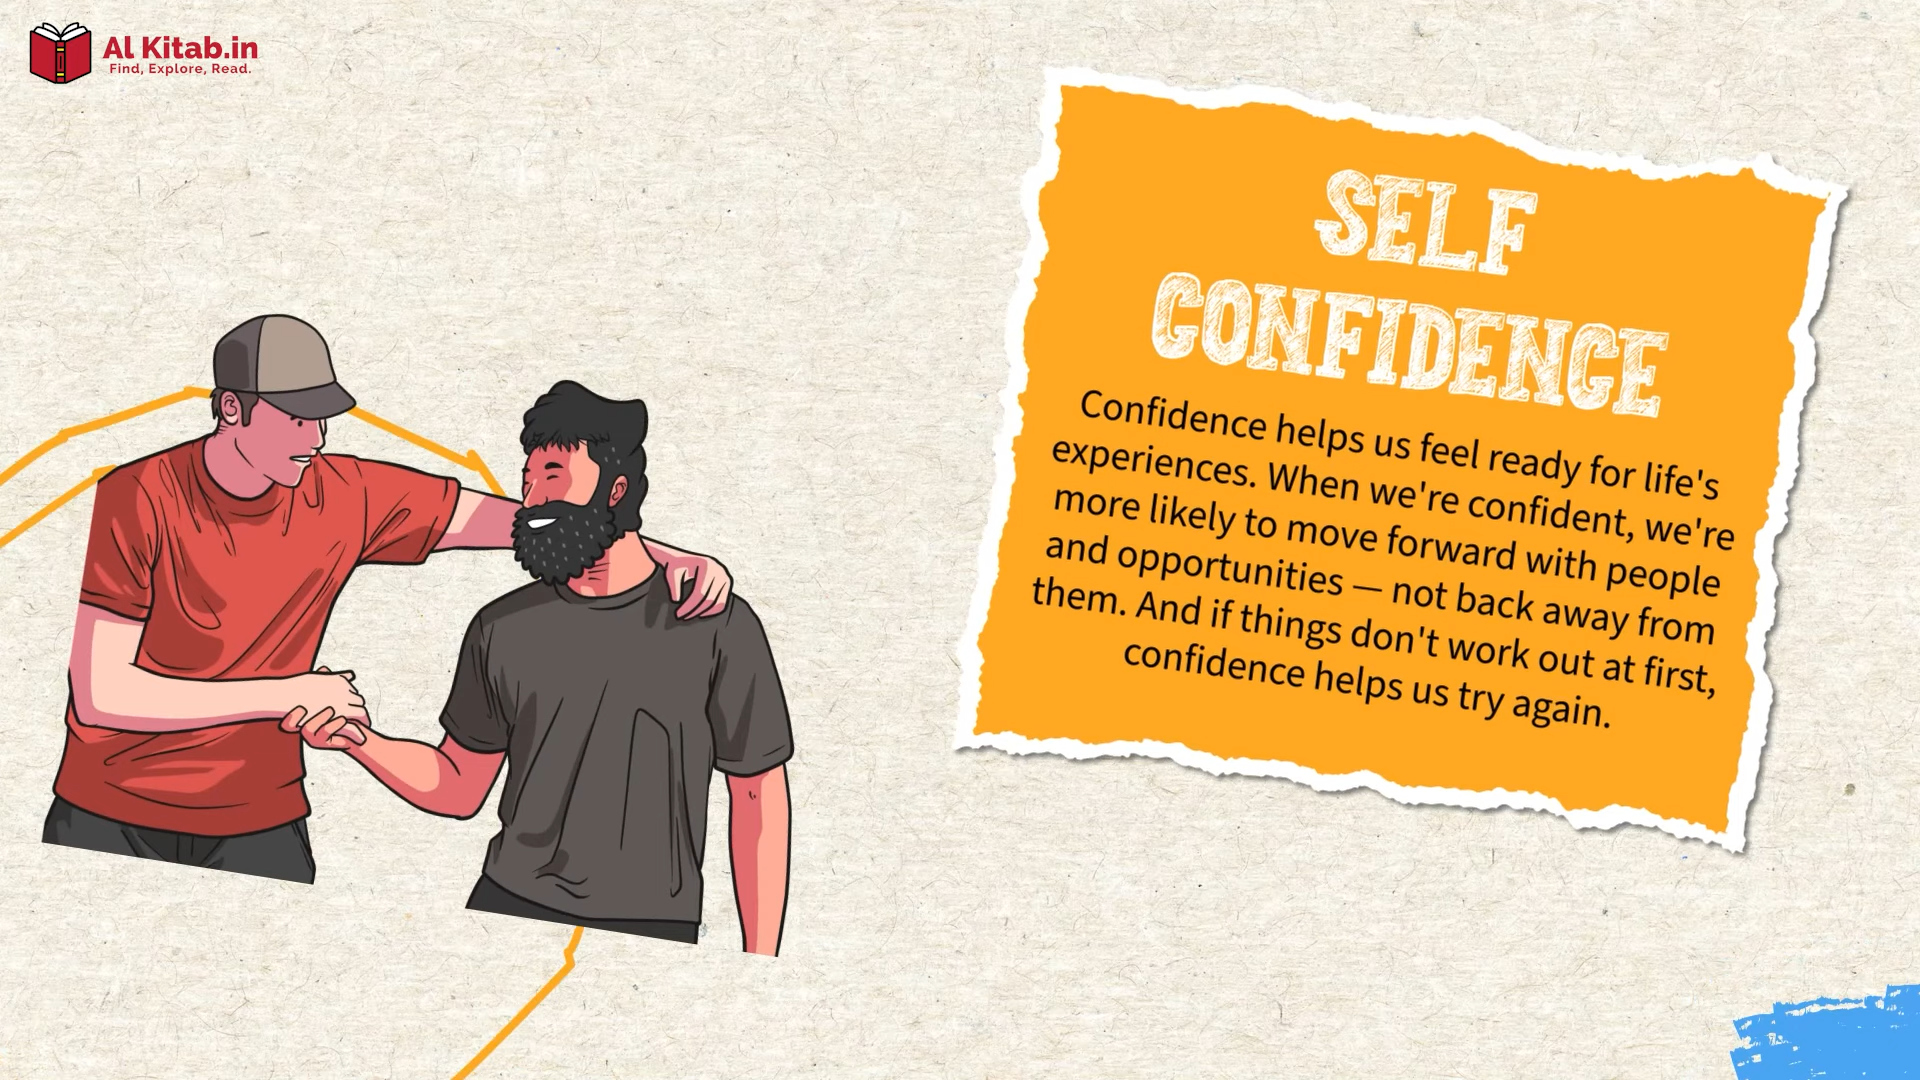 Al Kitab.in
Find, Explore, Read.
SELF
CONFIDENCE
Confidence helps us feel ready for life's
experiences. When we're confident, we're
more likely to move forward with people
and opportunities — not back away from
them. And if things don't work out at first,
confidence helps us try again.